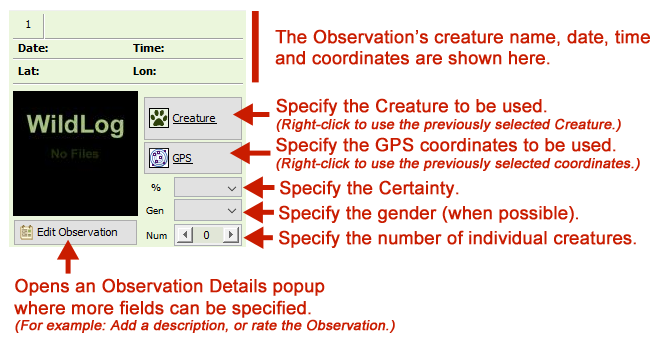 1
Date: Time:
Lat: Lon:
The Observation's creature name, date, time
and coordinates are shown here.
WildLog
No Files
Creature
Specify the Creature to be used.
(Right-click to use the previously selected Creature.)
GPS
Specify the GPS coordinates to be used.
(Right-click to use the previously selected coordinates.)
%
Specify the Certainty.
Gen
Specify the gender (when possible).
Edit Observation
Num 0
Specify the number of individual creatures.
Opens an Observation Details popup
where more fields can be specified.
(For example: Add a description, or rate the Observation.)